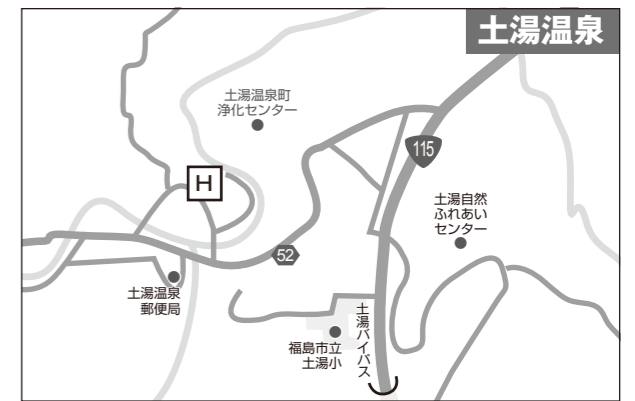 土湯温泉
土湯温泉町
浄化センター
115
H
土湯自然
ふれあい
センター
52
土湯温泉
郵便局
土湯バイパス
福島市立
土湯小